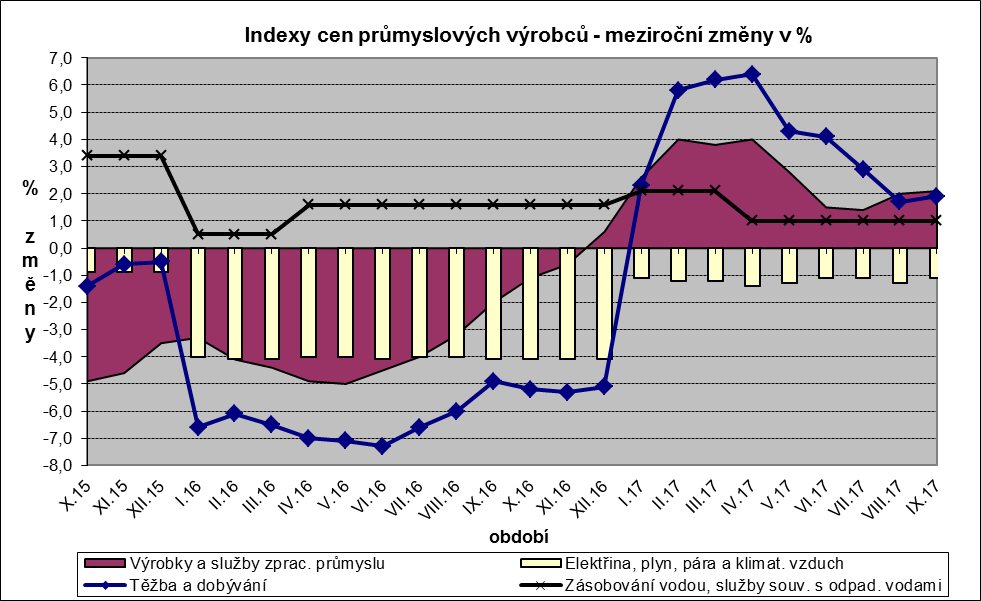 Indexy cen průmyslových výrobců - meziroční změny v %
7,0
6,0
5,0
4,0
3,0
2,0
1,0
0,0
-1,0
-2,0
-3,0
-4,0
-5,0
-6,0
-7,0
-8,0
% změny
X.15 XI.15 XII.15 I.16 II.16 III.16 IV.16 V.16 VI.16 VII.16 VIII.16 IX.16 X.16 XI.16 XII.16 I.17 II.17 III.17 IV.17 V.17 VI.17 VII.17 VIII.17 IX.17
období
Výrobky a služby zprac. průmyslu
Elektřina, plyn, pára a klimat. vzduch
Těžba a dobývání
Zásobování vodou, služby souv. s odpad. vodami